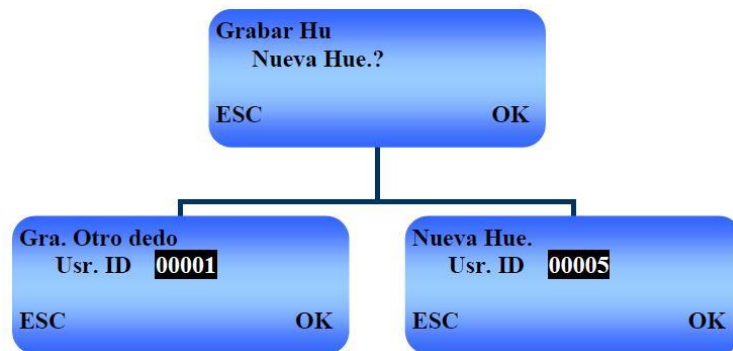 Grabar Hu
Nueva Hue.?
ESC OK
Gra. Otro dedo
Usr. ID 00001
ESC OK
Nueva Hue.
Usr. ID 00005
ESC OK